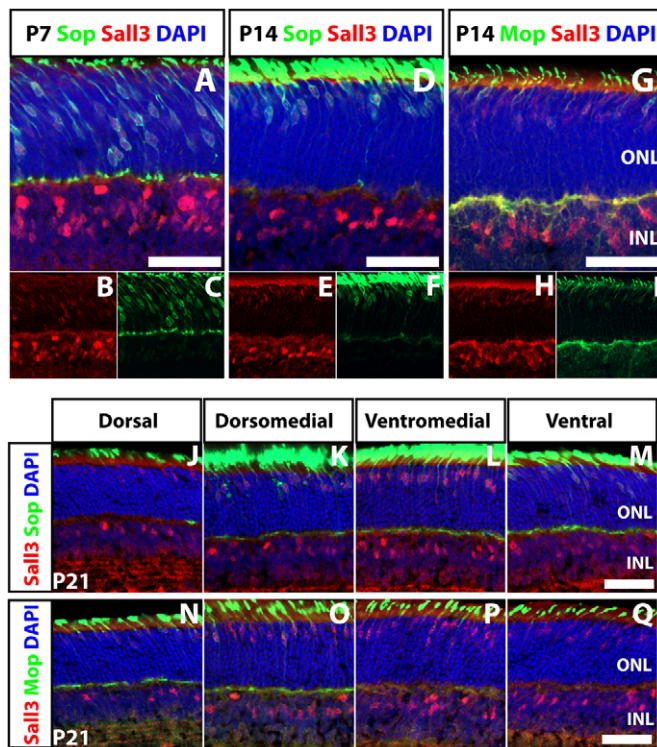 P7 Sop Sall3 DAPI
P14 Sop Sall3 DAPI
P14 Mop Sall3 DAPI
A
D
G
ONL
INL
B
C
E
F
H
I
Dorsal
Dorsomedial
Ventromedial
Ventral
Sall3 Sop DAPI
J
K
L
M
ONL
INL
P21
Sall3 Mop DAPI
N
O
P
Q
ONL
INL
P21